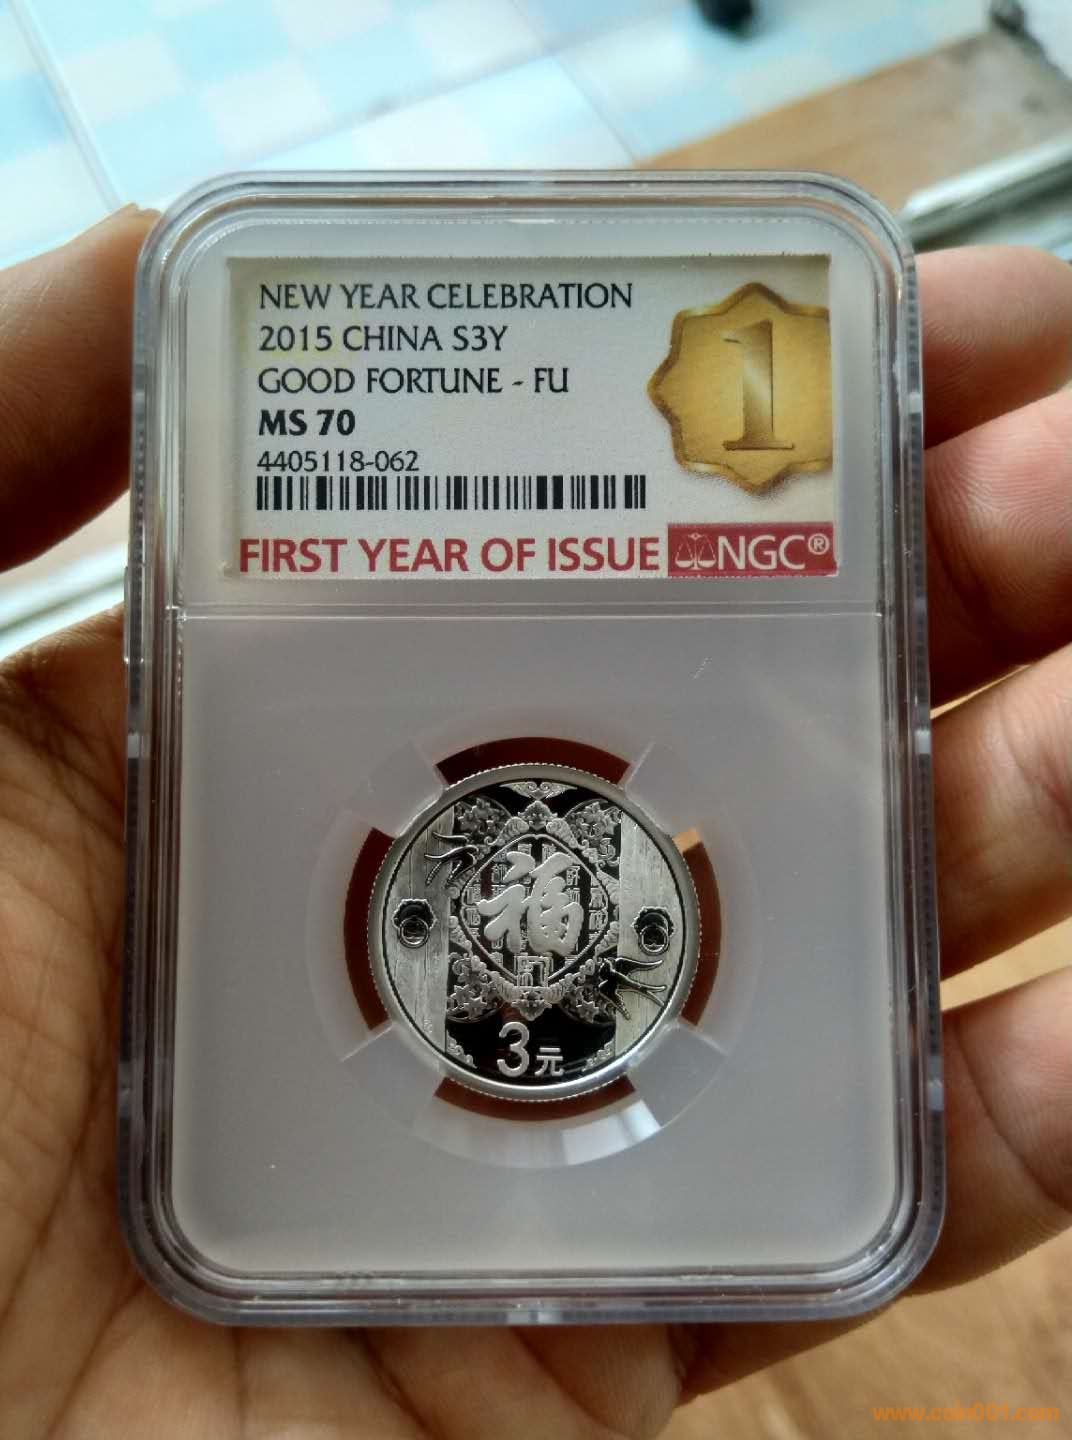 NEW YEAR CELEBRATION
2015 CHINA S3Y
GOOD FORTUNE - FU
MS 70
4405118-062
1
FIRST YEAR OF ISSUE NGC®
福
3元
www.coin001.com